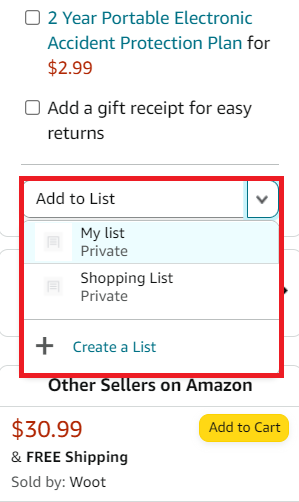 2 Year Portable Electronic
Accident Protection Plan for
$2.99
Add a gift receipt for easy
returns
Add to List
My list
Private
Shopping List
Private
Create a List
Other Sellers on Amazon
$30.99
Add to Cart
& FREE Shipping
Sold by: Woot